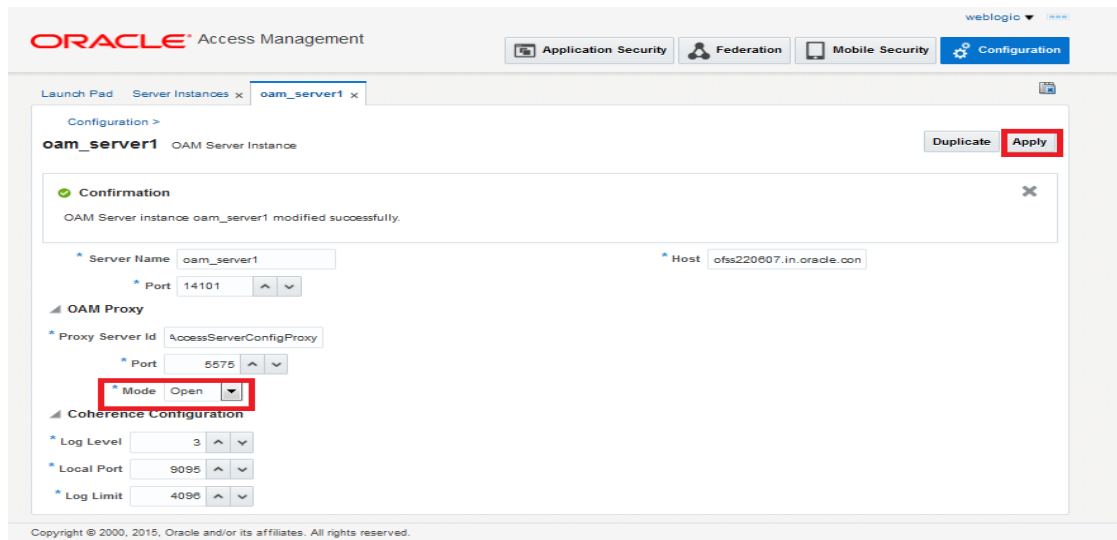 weblogic
ORACLE Access Management
Application Security Federation Mobile Security Configuration
Launch Pad Server Instances x oam_server1 x
Configuration >
oam_server1 OAM Server Instance Duplicate Apply
Confirmation
OAM Server instance oam_server1 modified successfully.
* Server Name oam_server1 * Host ofss220607.in.oracle.con
* Port 14101
OAM Proxy
* Proxy Server Id AccessServerConfigProxy
* Port 5575
* Mode Open
Coherence Configuration
* Log Level 3
* Local Port 9095
* Log Limit 4096
Copyright © 2000, 2015, Oracle and/or its affiliates. All rights reserved.